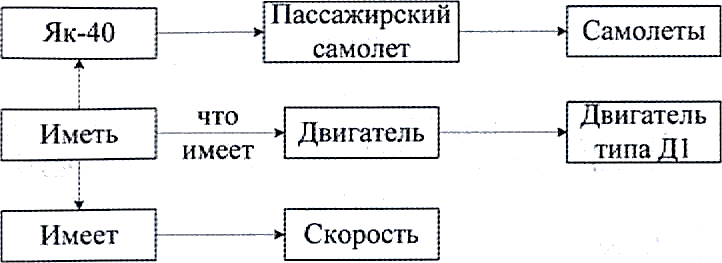 Як-40
Пассажирский
самолет
Самолеты
Иметь
что
имеет
Двигатель
Двигатель
типа Д1
Имеет
Скорость